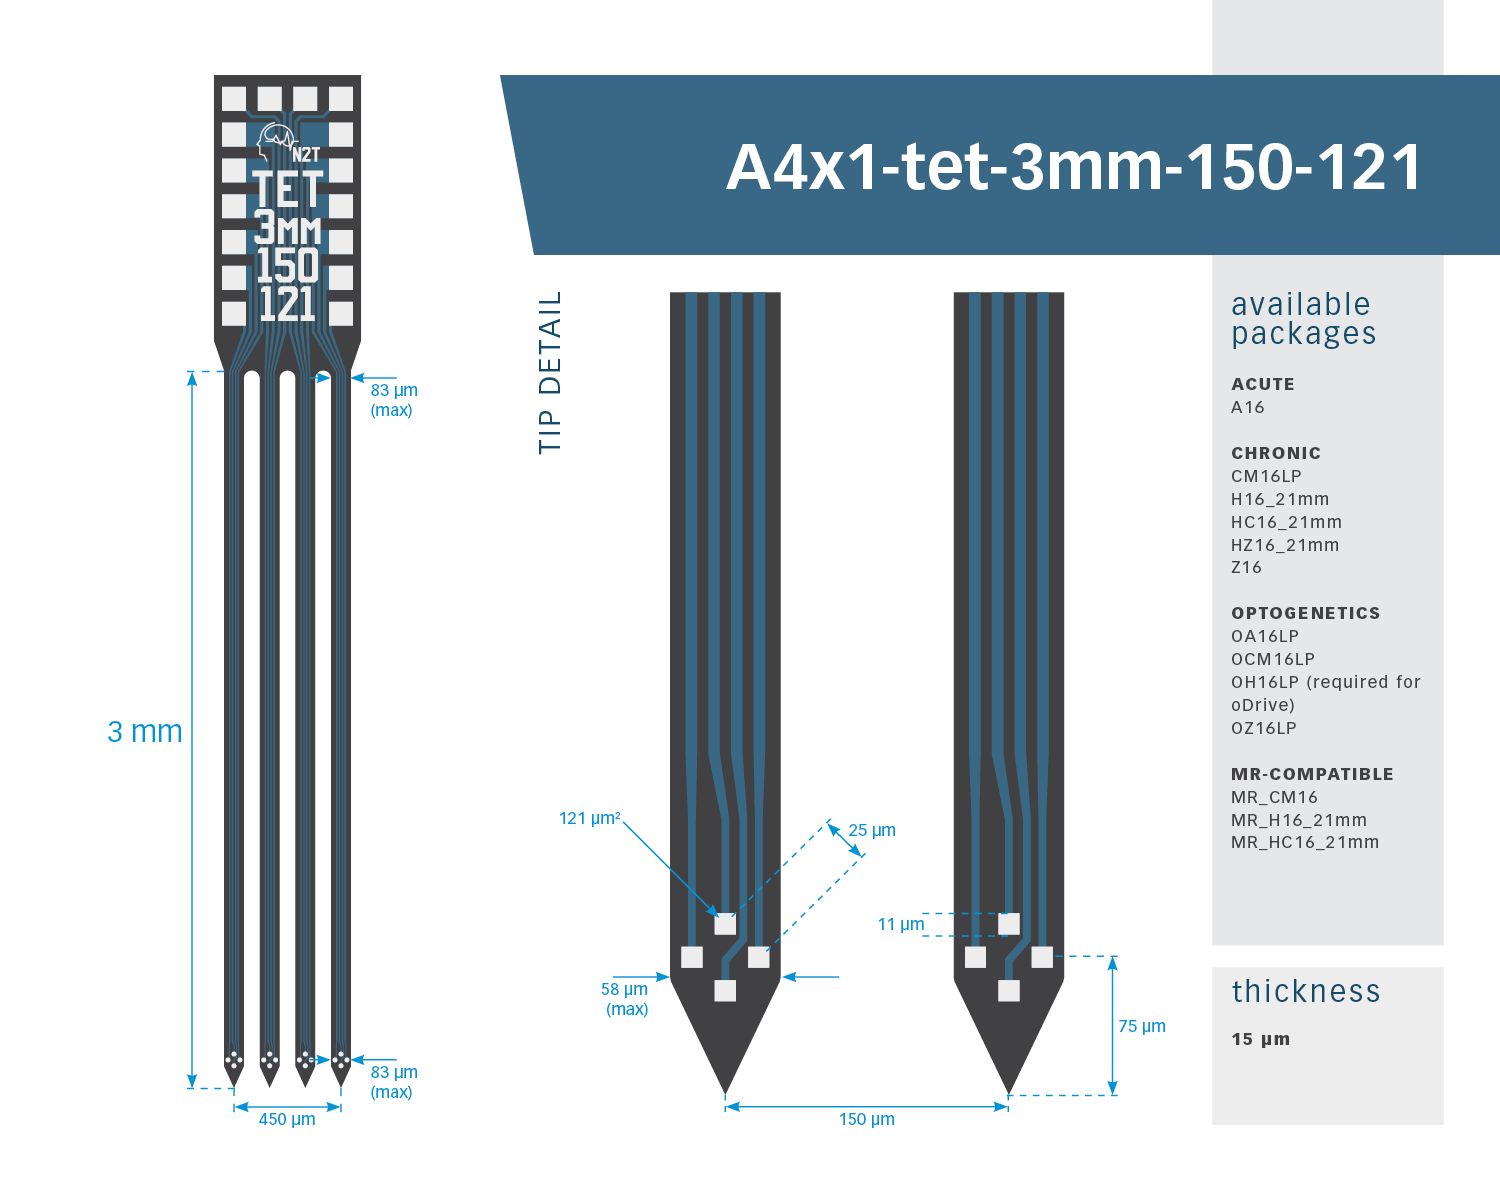 A4x1-tet-3mm-150-121
N2T
TET
3MM
150
121
83 µm
(max)
3 mm
83 µm
(max)
450 µm
TIP DETAIL
121 µm²
25 µm
11 µm
58 µm
(max)
75 µm
150 µm
available
packages
ACUTE
A16
CHRONIC
CM16LP
H16_21mm
HC16_21mm
HZ16_21mm
Z16
OPTOGENETICS
OA16LP
OCM16LP
OH16LP (required for
oDrive)
OZ16LP
MR-COMPATIBLE
MR_CM16
MR_H16_21mm
MR_HC16_21mm
thickness
15 µm